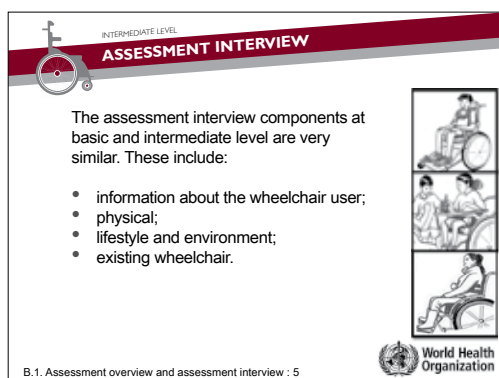 INTERMEDIATE LEVEL
ASSESSMENT INTERVIEW
The assessment interview components at
basic and intermediate level are very
similar. These include:
• information about the wheelchair user;
• physical;
• lifestyle and environment;
• existing wheelchair.
World Health
Organization
B.1. Assessment overview and assessment interview : 5